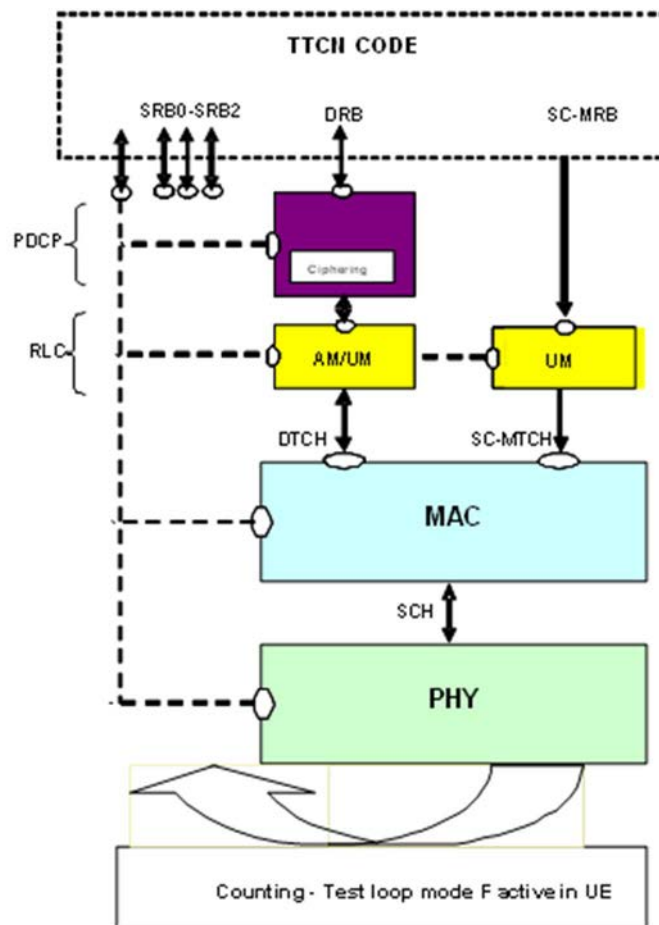 TTCN CODE
SRB0-SRB2
DRB
SC-MRB
PDCP
Ciphering
RLC
AM/UM
UM
DTCH
SC-MTCH
MAC
SCH
PHY
Counting - Test loop mode F active in UE